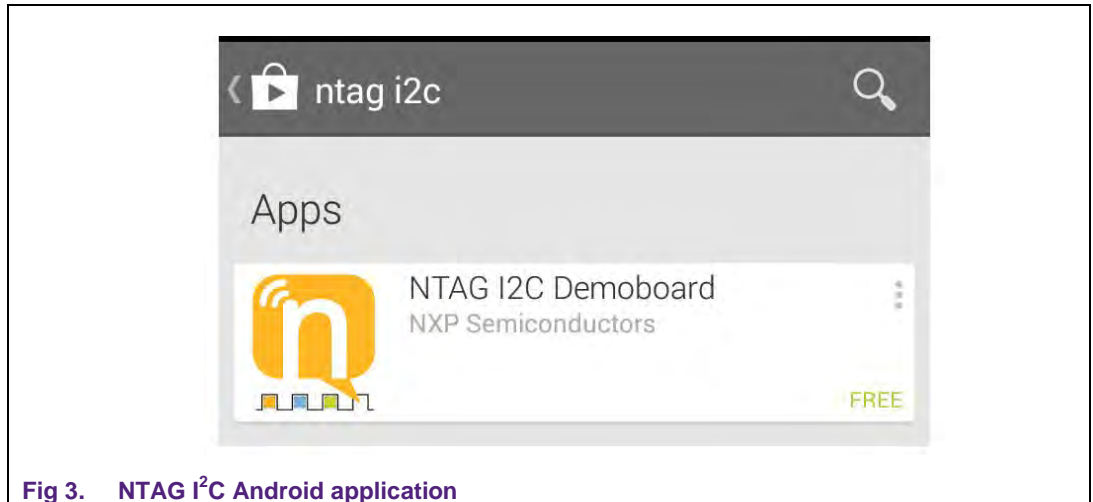 ntag i2c
Apps
NTAG I2C Demoboard
NXP Semiconductors
FREE
Fig 3. NTAG I²C Android application